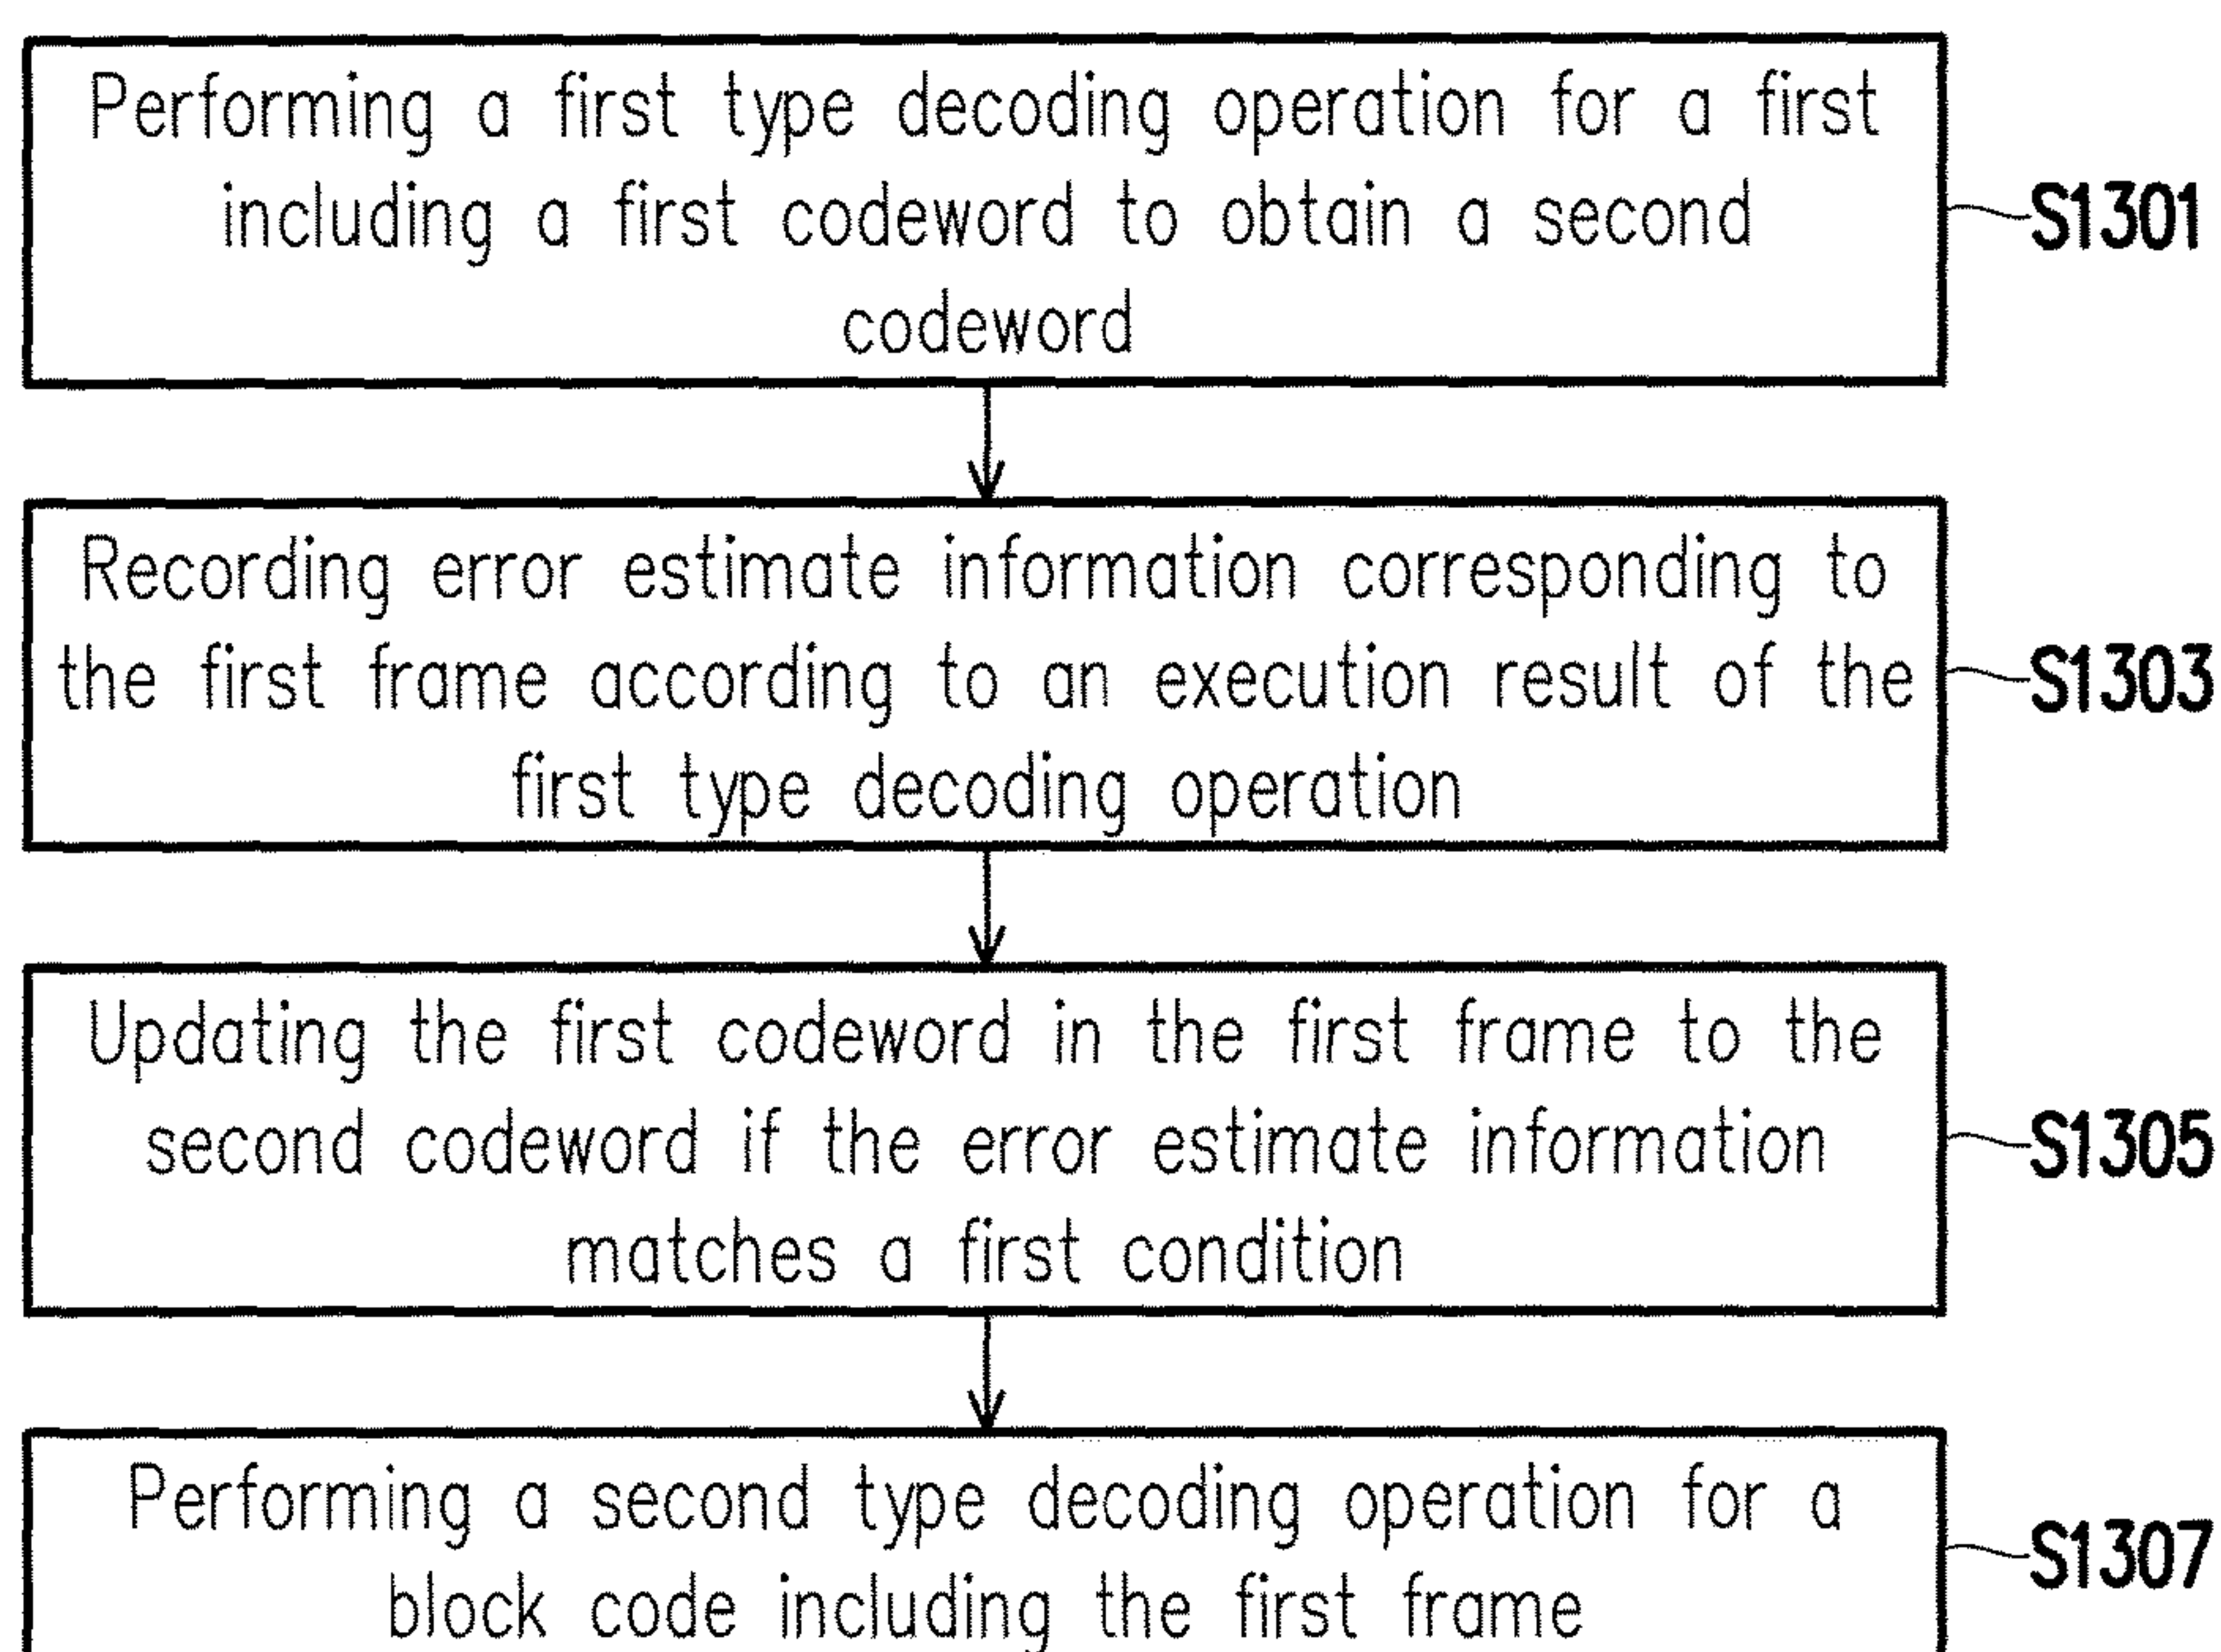 Performing a first type decoding operation for a first
including a first codeword to obtain a second
codeword
S1301
Recording error estimate information corresponding to
the first frame according to an execution result of the
first type decoding operation
S1303
Updating the first codeword in the first frame to the
second codeword if the error estimate information
matches a first condition
S1305
Performing a second type decoding operation for a
block code including the first frame
S1307